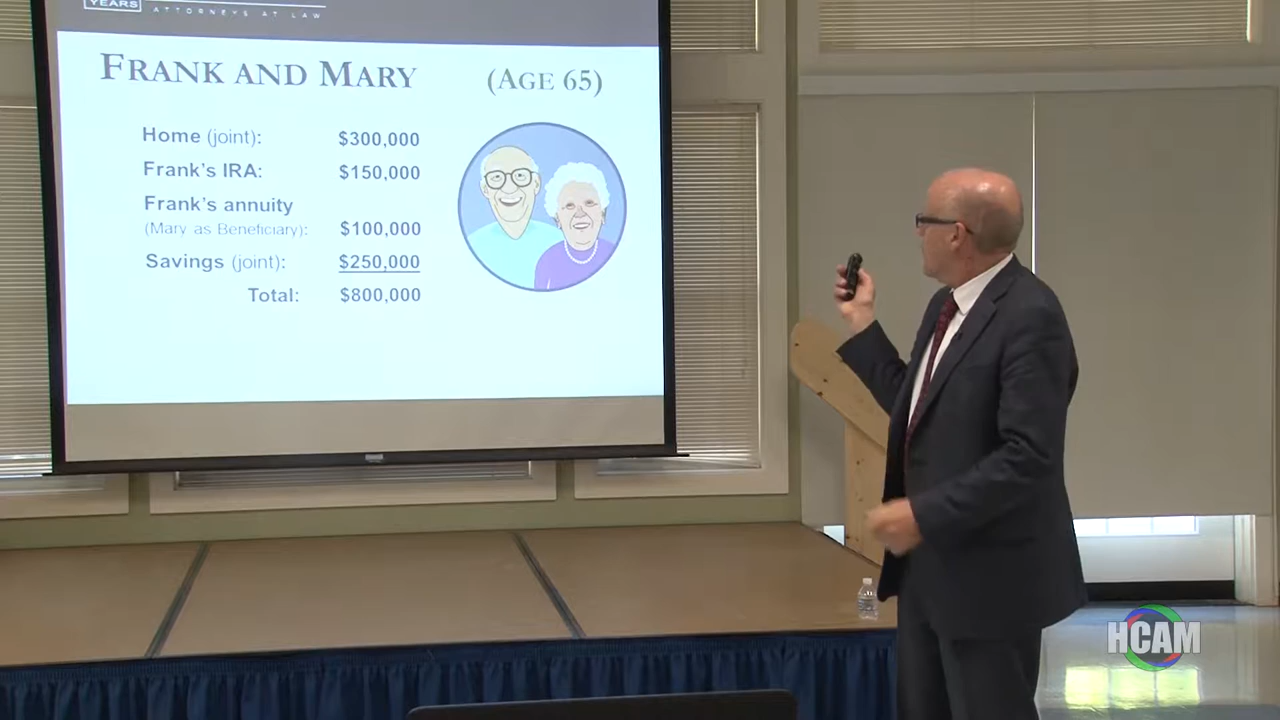 YEARS
ATTORNEYS AT LAW
FRANK AND MARY (AGE 65)
Home (joint): $300,000
Frank's IRA: $150,000
Frank's annuity
(Mary as Beneficiary): $100,000
Savings (joint): $250,000
Total: $800,000
HCAM